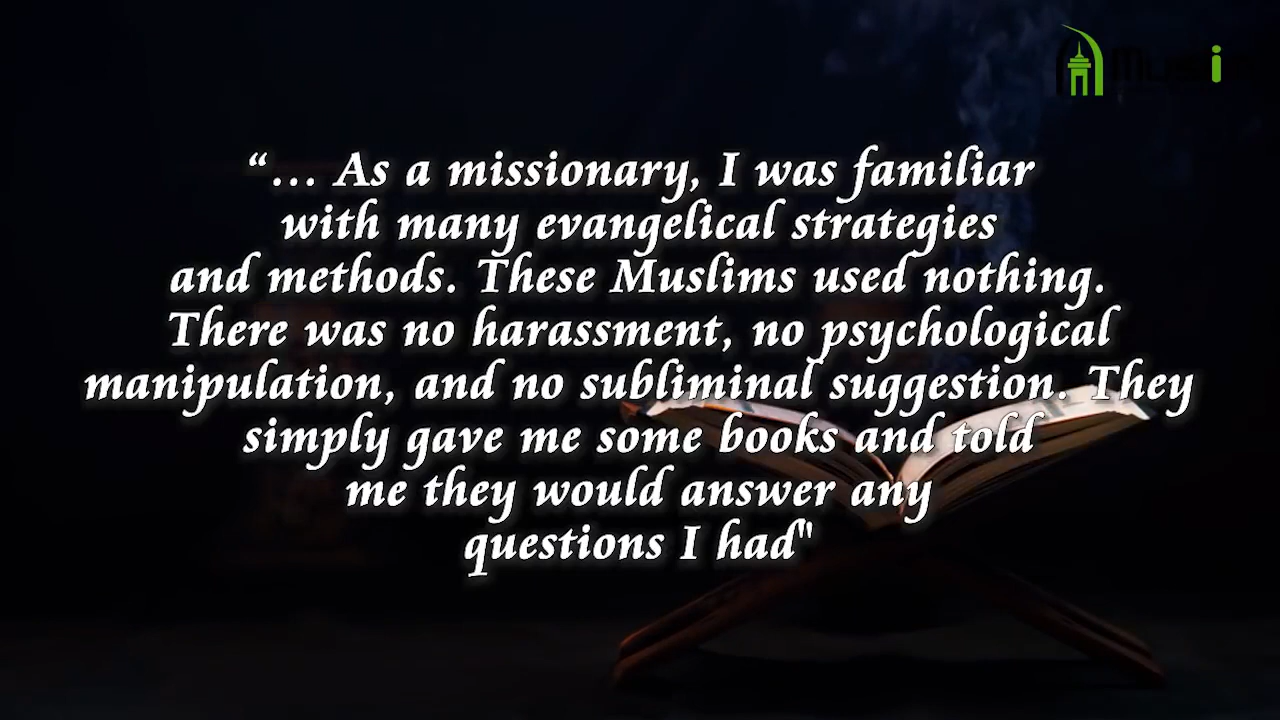 Musi
“... As a missionary, I was familiar
with many evangelical strategies
and methods. These Muslims used nothing.
There was no harassment, no psychological
manipulation, and no subliminal suggestion. They
simply gave me some books and told
me they would answer any
questions I had"